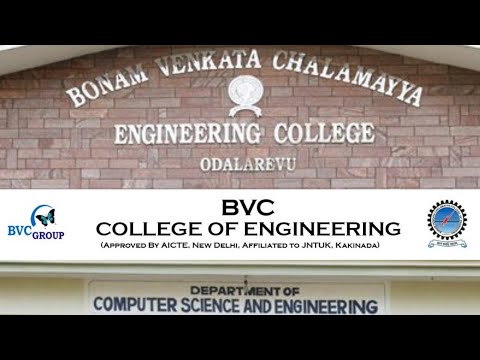 BONAM VENKATA CHALAMAYYA
ENGINEERING COLLEGE
ODALAREVU
BVC
COLLEGE OF ENGINEERING
(APPROVED BY AICTE, NEW DELHI, AFFILIATED TO JNTUK, KAKINADA)
BVC GROUP
DEPARTMENT OF
COMPUTER SCIENCE AND ENGINEERING